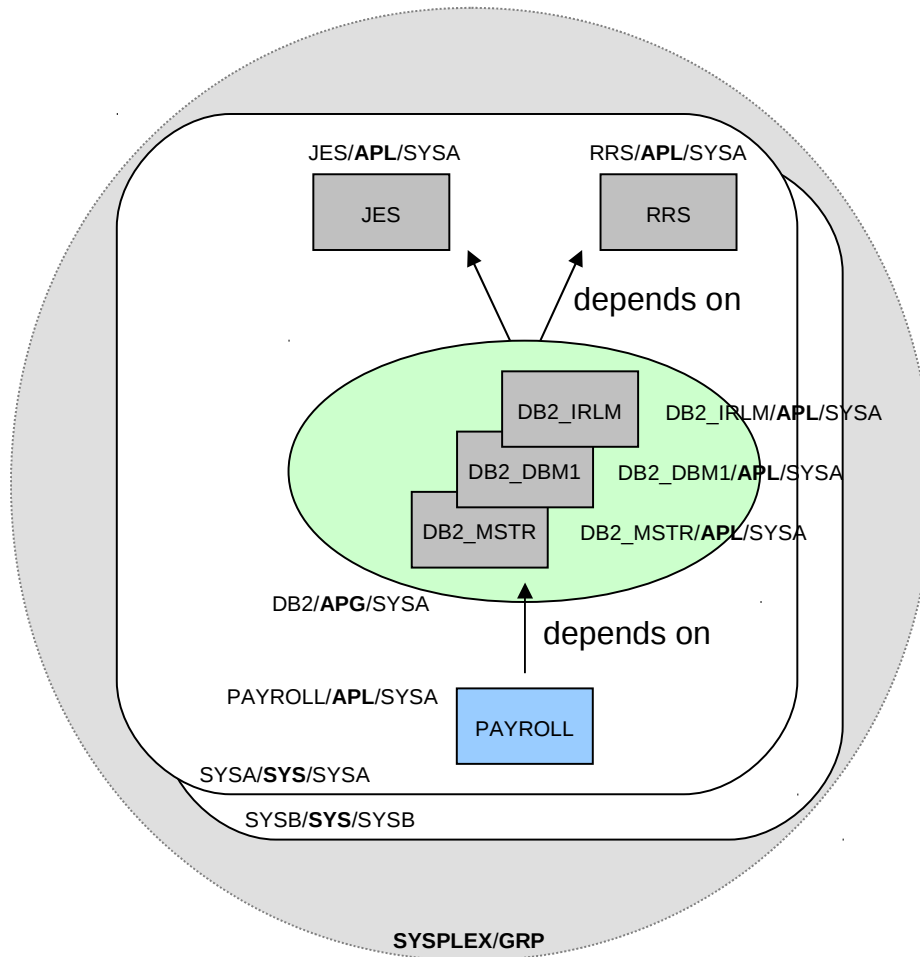 JES/APL/SYSA
RRS/APL/SYSA
JES
RRS
depends on
DB2_IRLM
DB2_IRLM/APL/SYSA
DB2_DBM1
DB2_DBM1/APL/SYSA
DB2_MSTR
DB2_MSTR/APL/SYSA
DB2/APG/SYSA
depends on
PAYROLL/APL/SYSA
PAYROLL
SYSA/SYS/SYSA
SYSB/SYS/SYSB
SYSPLEX/GRP